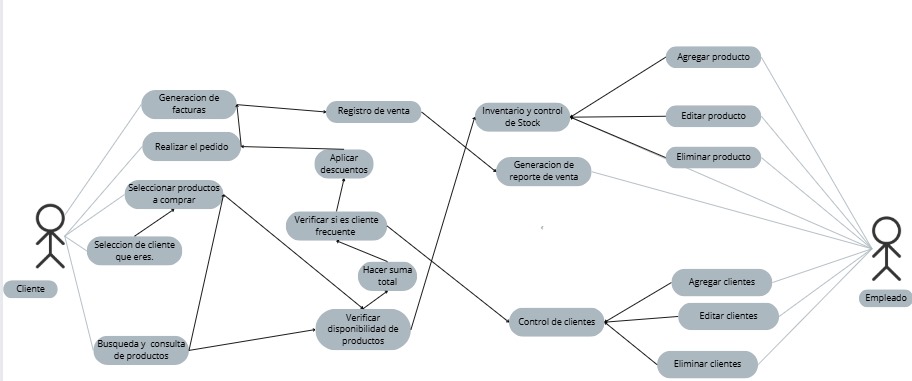 Agregar producto
Generacion de
facturas
Registro de venta
Inventario y control
de Stock
Editar producto
Realizar el pedido
Aplicar
descuentos
Eliminar producto
Generacion de
reporte de venta
Seleccionar productos
a comprar
Verificar si es cliente
frecuente
Seleccion de cliente
que eres.
Hacer suma
total
Cliente
Agregar clientes
Empleado
Verificar
disponibilidad de
productos
Control de clientes
Editar clientes
Busqueda y consulta
de productos
Eliminar clientes